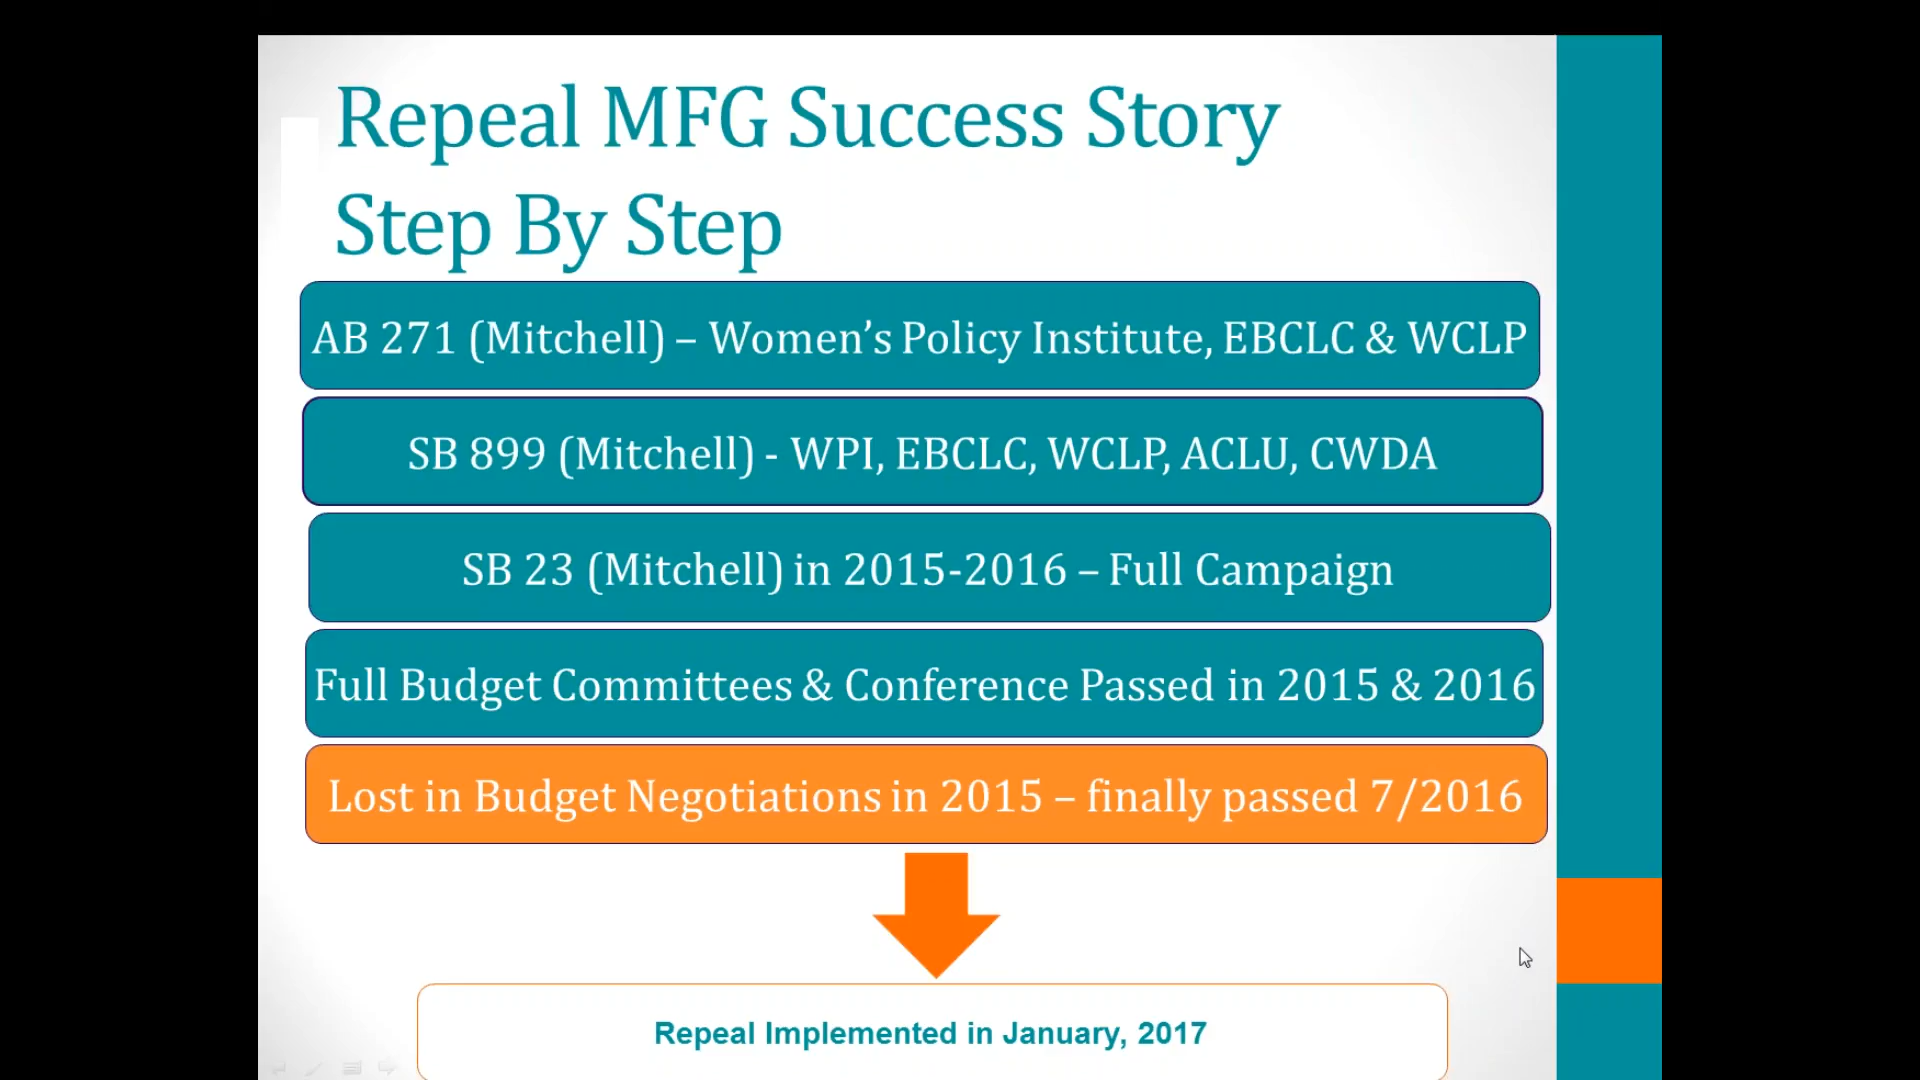 Repeal MFG Success Story
Step By Step
AB 271 (Mitchell) – Women’s Policy Institute, EBCLC & WCLP
SB 899 (Mitchell) - WPI, EBCLC, WCLP, ACLU, CWDA
SB 23 (Mitchell) in 2015-2016 – Full Campaign
Full Budget Committees & Conference Passed in 2015 & 2016
Lost in Budget Negotiations in 2015 – finally passed 7/2016
Repeal Implemented in January, 2017